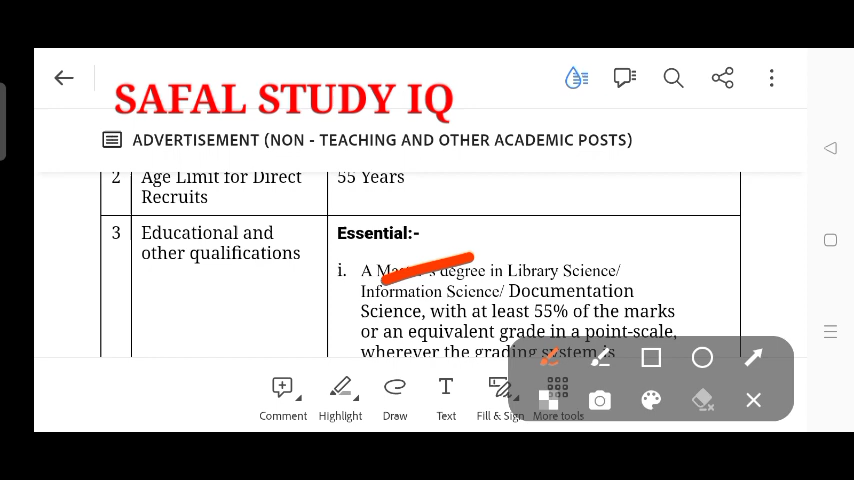 SAFAL STUDY IQ
ADVERTISEMENT (NON - TEACHING AND OTHER ACADEMIC POSTS)
2 Age Limit for Direct Recruits 55 Years
3 Educational and other qualifications
Essential:-
i. A Master's degree in Library Science/
Information Science/ Documentation
Science, with at least 55% of the marks
or an equivalent grade in a point-scale,
wherever the grading system is
Comment Highlight Draw Text Fill & Sign More tools